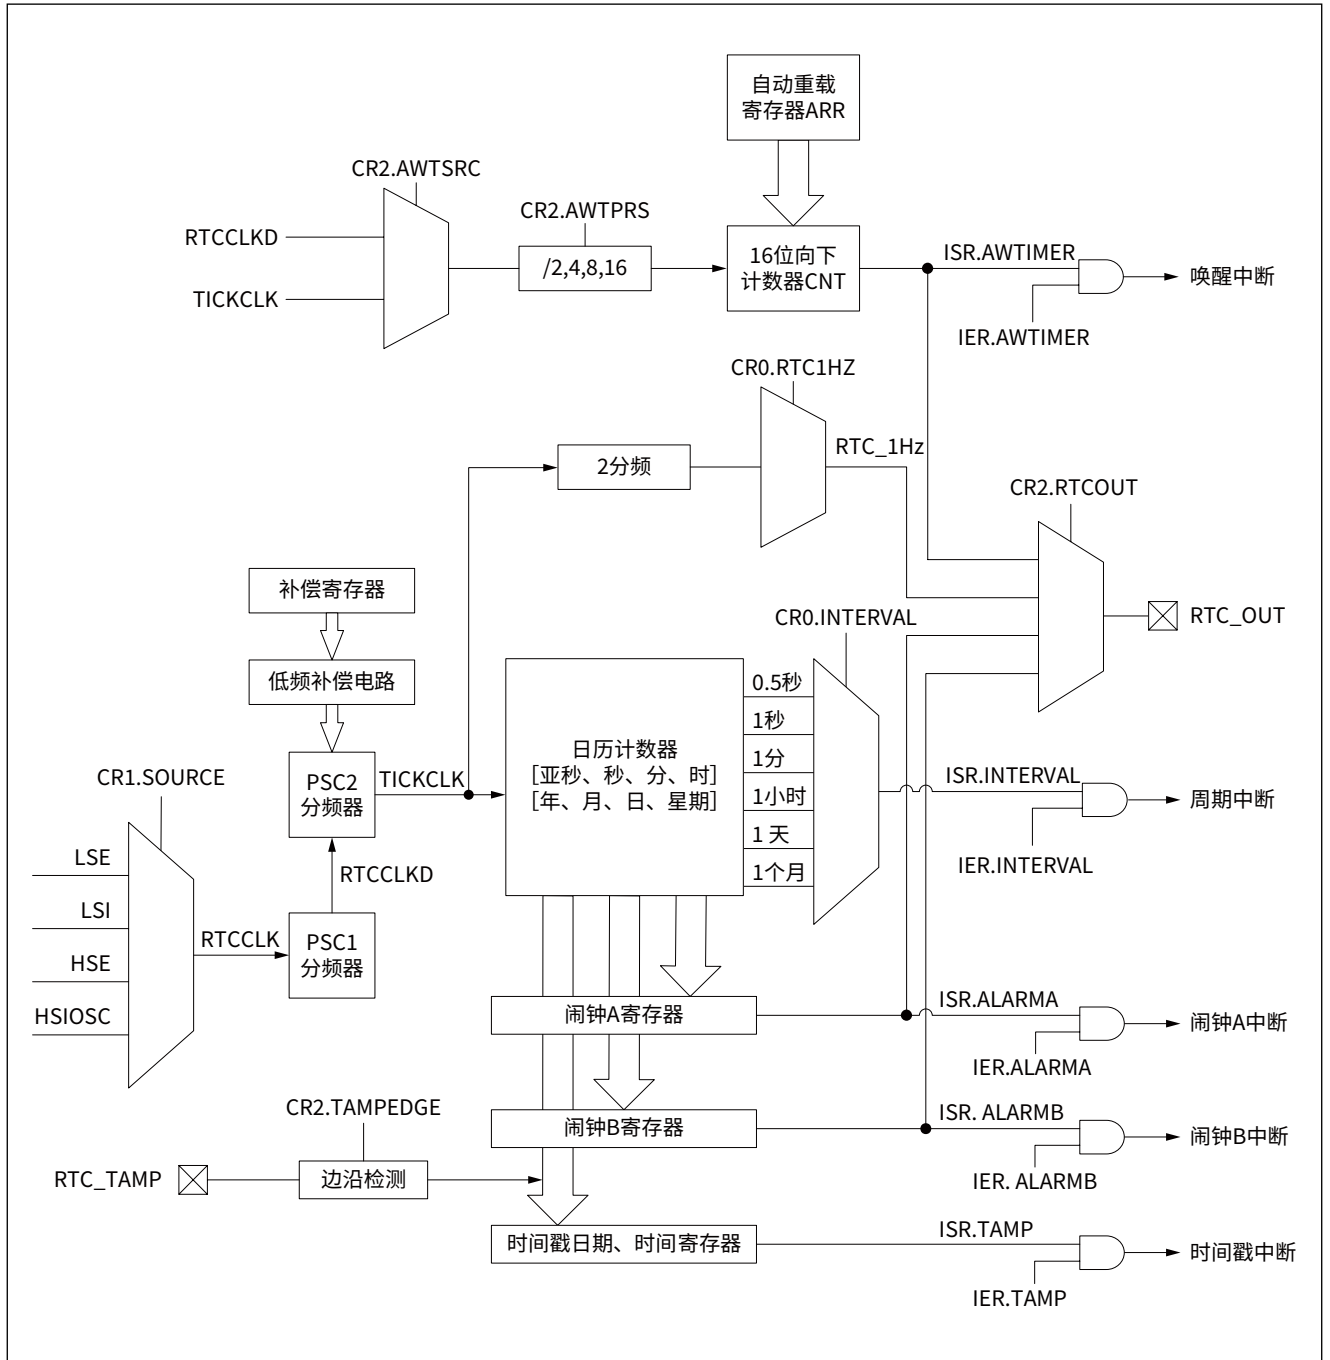 自动重载
寄存器ARR
CR2.AWTSRC
CR2.AWTPRS
RTCCLKD
/2,4,8,16
16位向下
计数器CNT
ISR.AWTIMER
唤醒中断
TICKCLK
IER.AWTIMER
CR0.RTC1HZ
2分频
RTC_1Hz
CR2.RTCOUT
补偿寄存器
CR0.INTERVAL
RTC_OUT
低频补偿电路
0.5秒
1秒
1分
1小时
1 天
1个月
日历计数器
[亚秒、秒、分、时]
[年、月、日、星期]
CR1.SOURCE
PSC2
分频器
TICKCLK
ISR.INTERVAL
周期中断
IER.INTERVAL
LSE
RTCCLKD
LSI
RTCCLK
PSC1
分频器
HSE
HSIOSC
闹钟A寄存器
ISR.ALARMA
闹钟A中断
IER.ALARMA
CR2.TAMPEDGE
闹钟B寄存器
ISR. ALARMB
闹钟B中断
IER. ALARMB
RTC_TAMP
边沿检测
时间戳日期、时间寄存器
ISR.TAMP
时间戳中断
IER.TAMP